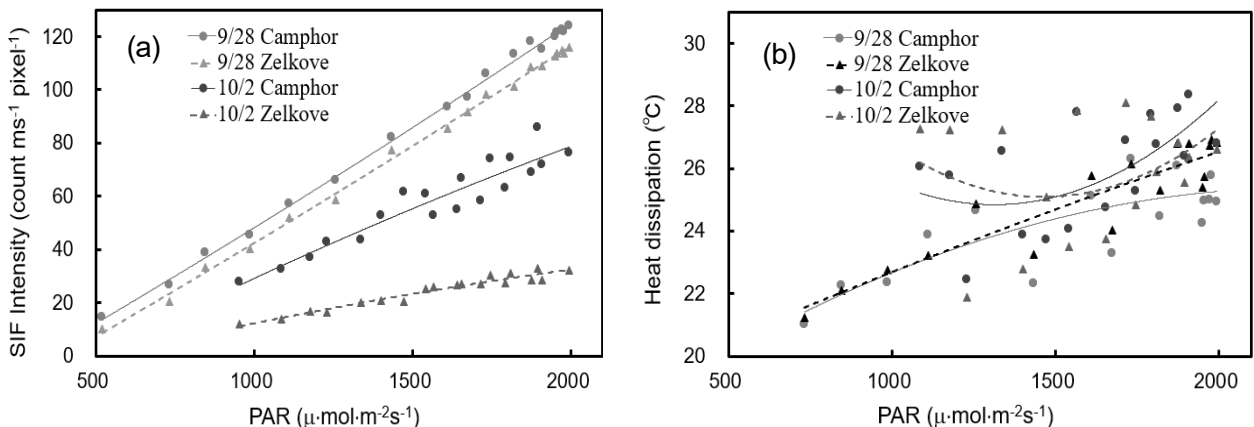 (a)
9/28 Camphor
9/28 Zelkove
10/2 Camphor
10/2 Zelkove
SIF Intensity (count ms-1 pixel-1)
120
100
80
60
40
20
0
500
1000
1500
2000
PAR (μ·mol·m-2s-1)
(b)
9/28 Camphor
9/28 Zelkove
10/2 Camphor
10/2 Zelkove
Heat dissipation (℃)
30
28
26
24
22
20
500
1000
1500
2000
PAR (μ·mol·m-2s-1)